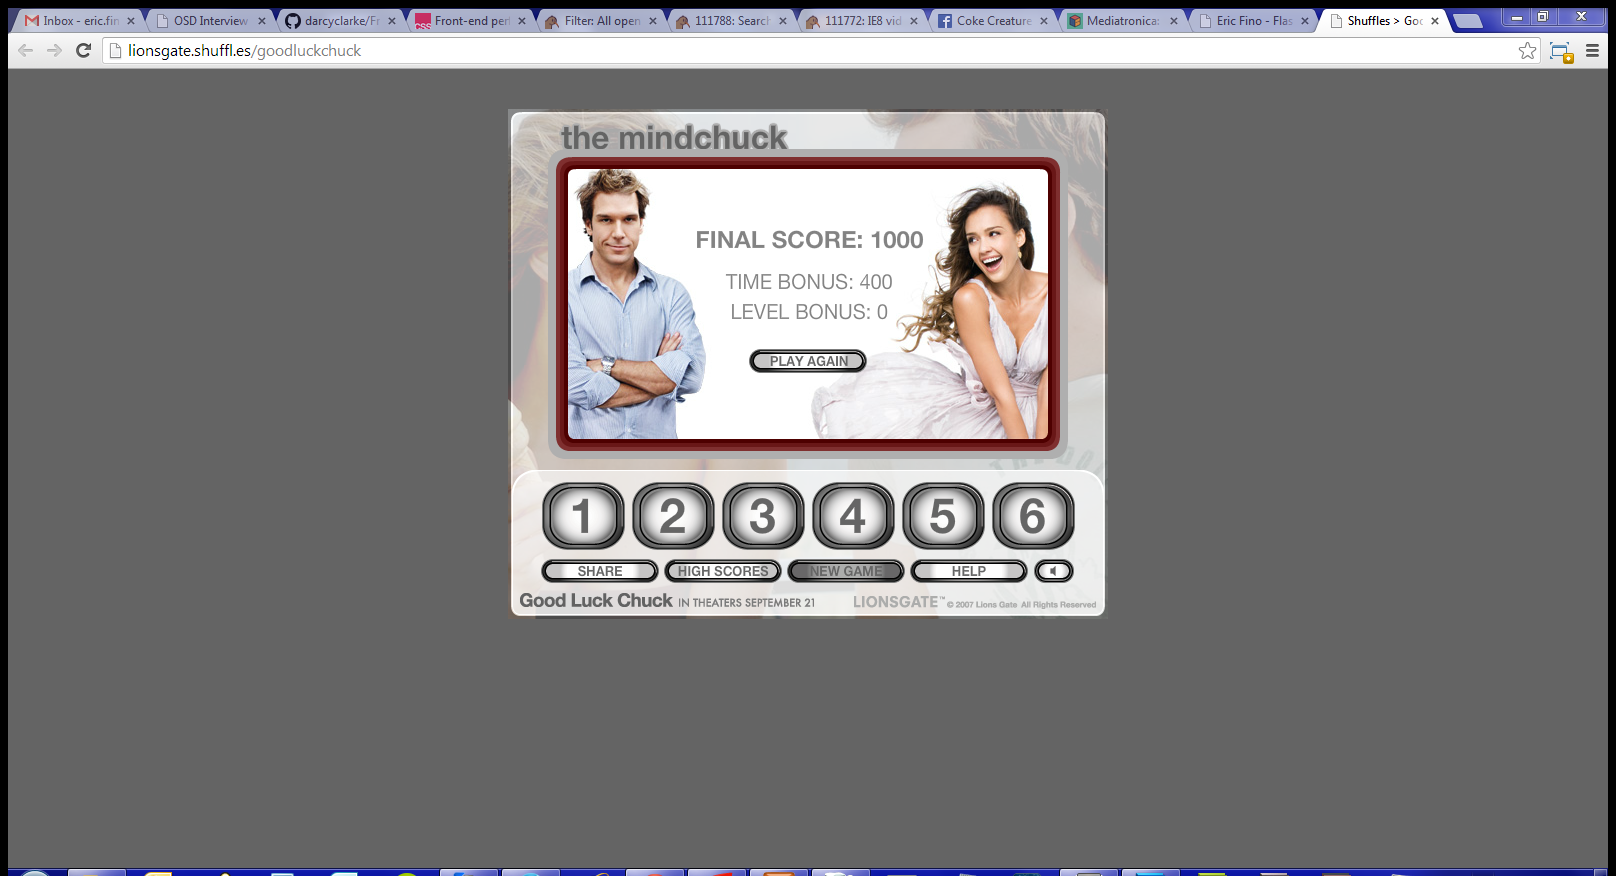 Inbox - eric.fin
OSD Interview
darcyclarke/Fr
Front-end peri
Filter: All open
111788: Search
111772: IE8 vid
Coke Creature
Mediatronica:
Eric Fino - Flas
Shuffles > Goo
lionsgate.shuffl.es/goodluckchuck
the mindchuck
FINAL SCORE: 1000
TIME BONUS: 400
LEVEL BONUS: 0
PLAY AGAIN
1 2 3 4 5 6
SHARE HIGH SCORES NEW GAME HELP
Good Luck Chuck IN THEATERS SEPTEMBER 21 LIONSGATE™ © 2007 Lions Gate All Rights Reserved